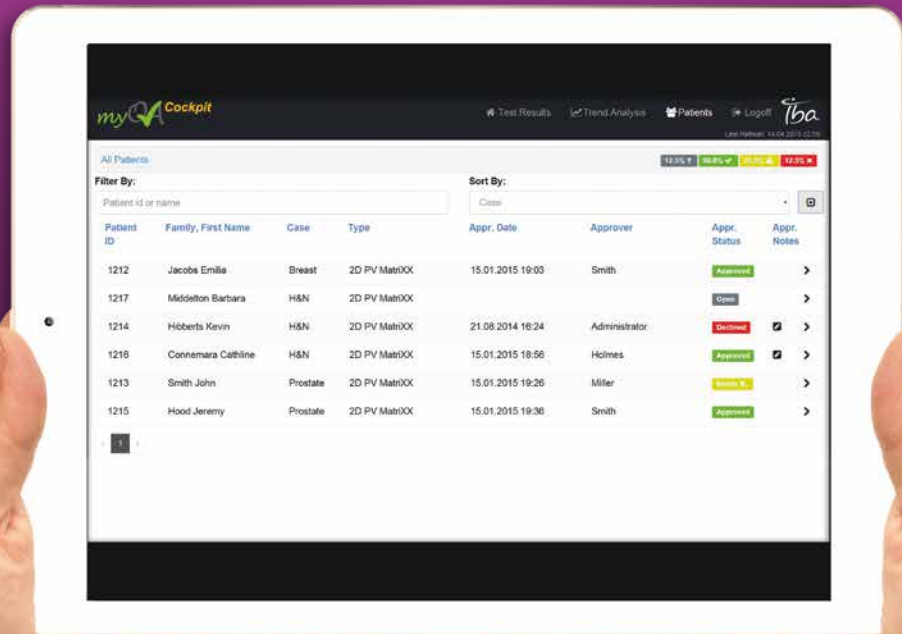 myQA Cockpit
Test Results Trend Analysis Patients Logoff iba
All Patients 12.5% 12.5%
Filter By: Sort By:
Patient id or name Case
Patient ID Family, First Name Case Type Appr. Date Approver Appr. Status Appr. Notes
1212 Jacobs Emilia Breast 2D PV MatriXX 15.01.2015 19:03 Smith Approved
1217 Middelton Barbara H&N 2D PV MatriXX Open
1214 Hibberts Kevin H&N 2D PV MatriXX 21.08.2014 16:24 Administrator Declined
1216 Connemara Cathline H&N 2D PV MatriXX 15.01.2015 18:56 Holmes Approved
1213 Smith John Prostate 2D PV MatriXX 15.01.2015 19:26 Miller
1215 Hood Jeremy Prostate 2D PV MatriXX 15.01.2015 19:36 Smith Approved
1